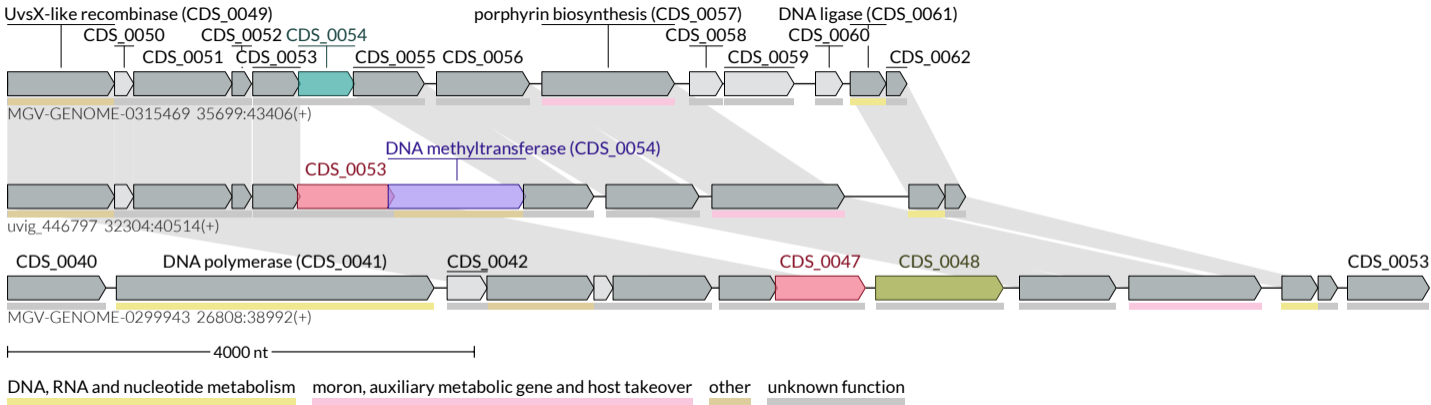 UvsX-like recombinase (CDS_0049) porphyrin biosynthesis (CDS_0057) DNA ligase (CDS_0061)
CDS_0050 CDS_0052 CDS_0054 CDS_0058 CDS_0060
CDS_0051 CDS_0053 CDS_0055 CDS_0056 CDS_0059 CDS_0062
MGV-GENOME-0315469 35699:43406(+)
DNA methyltransferase (CDS_0054)
CDS_0053
uvig_446797 32304:40514(+)
CDS_0040 DNA polymerase (CDS_0041) CDS_0042 CDS_0047 CDS_0048 CDS_0053
MGV-GENOME-0299943 26808:38992(+)
4000 nt
DNA, RNA and nucleotide metabolism moron, auxiliary metabolic gene and host takeover other unknown function